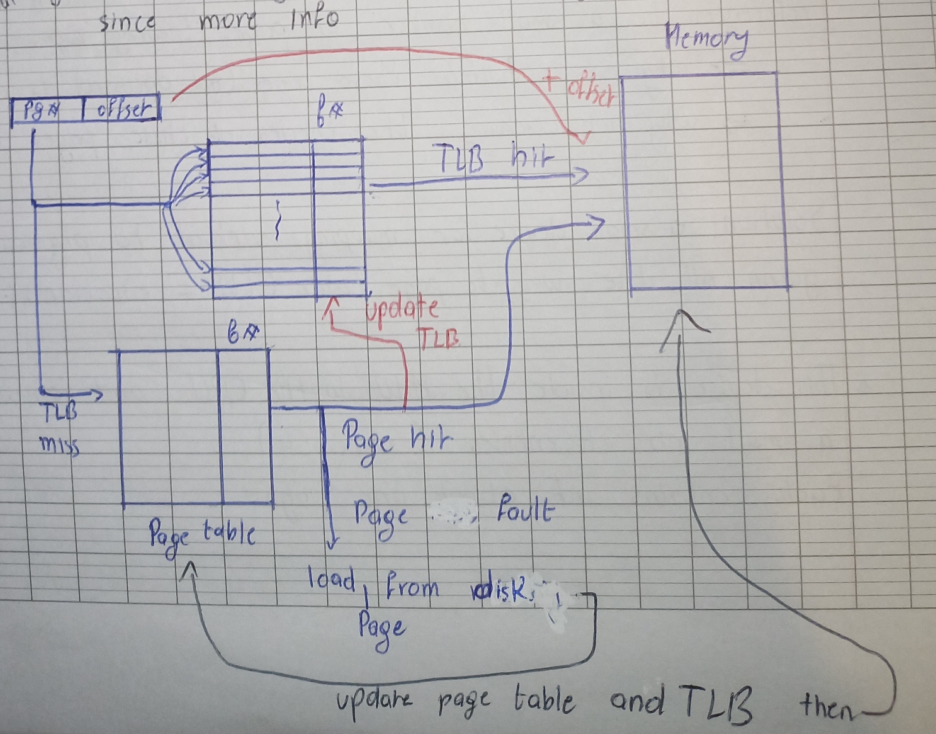 since more Info
Memory
+ offset
Pg# offset
f#
TLB hit
update
TLB
f#
TLB
miss
Page hit
Page fault
Page table
load from disk
Page
update page table and TLB then